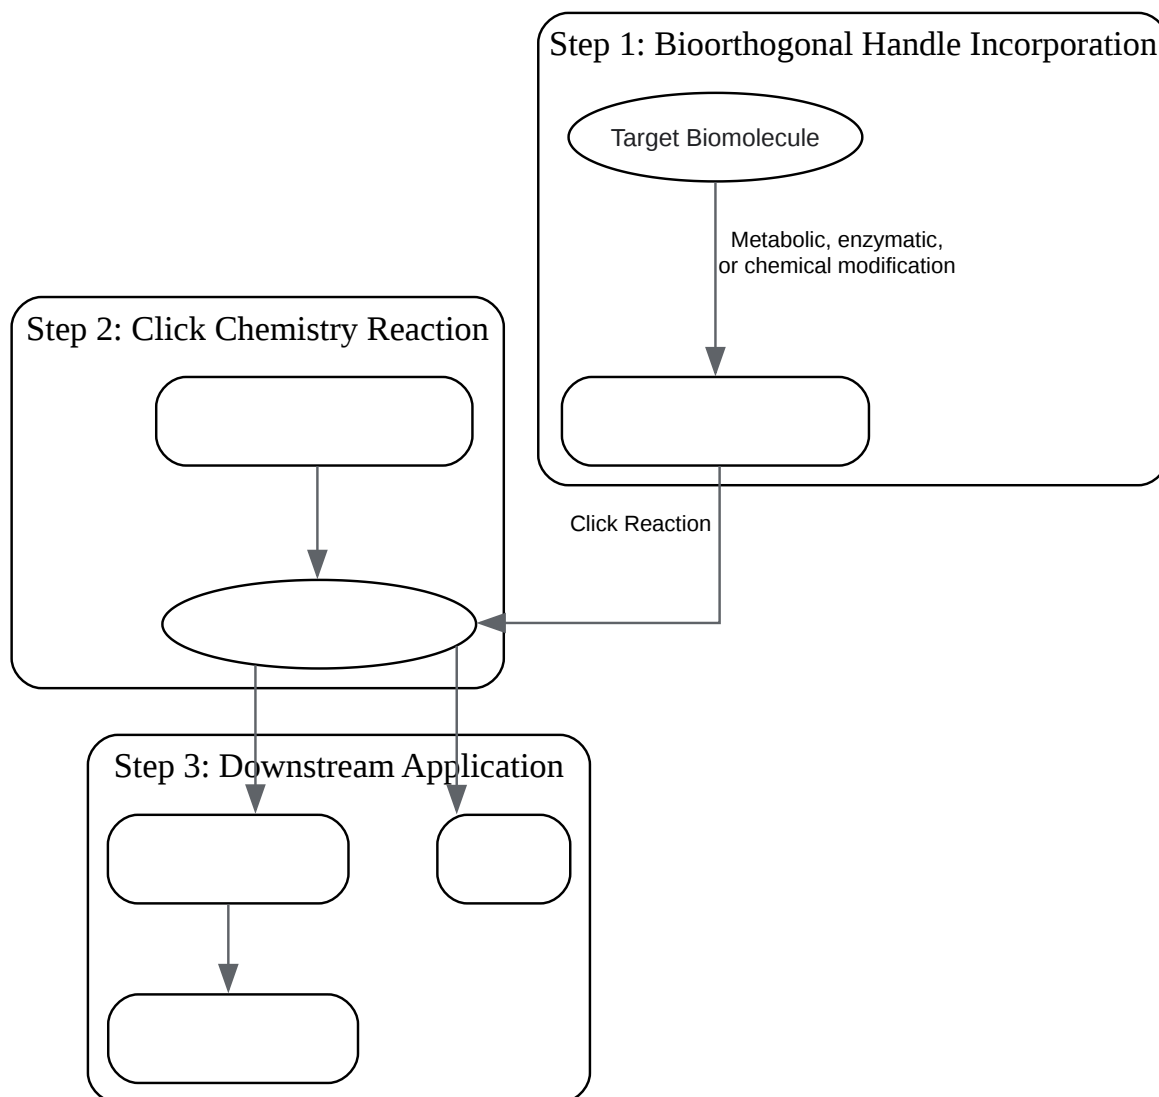 Step 1: Bioorthogonal Handle Incorporation
Target Biomolecule
Metabolic, enzymatic,
or chemical modification
Step 2: Click Chemistry Reaction
Click Reaction
Step 3: Downstream Application